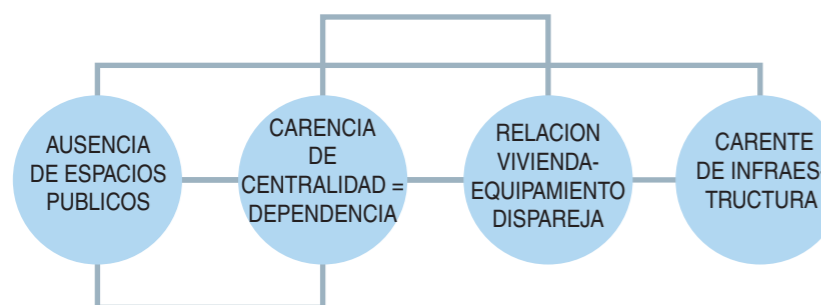 AUSENCIA
DE ESPACIOS
PUBLICOS
CARENCIA
DE
CENTRALIDAD =
DEPENDENCIA
RELACION
VIVIENDA-
EQUIPAMIENTO
DISPAREJA
CARENTE
DE INFRAES-
TRUCTURA